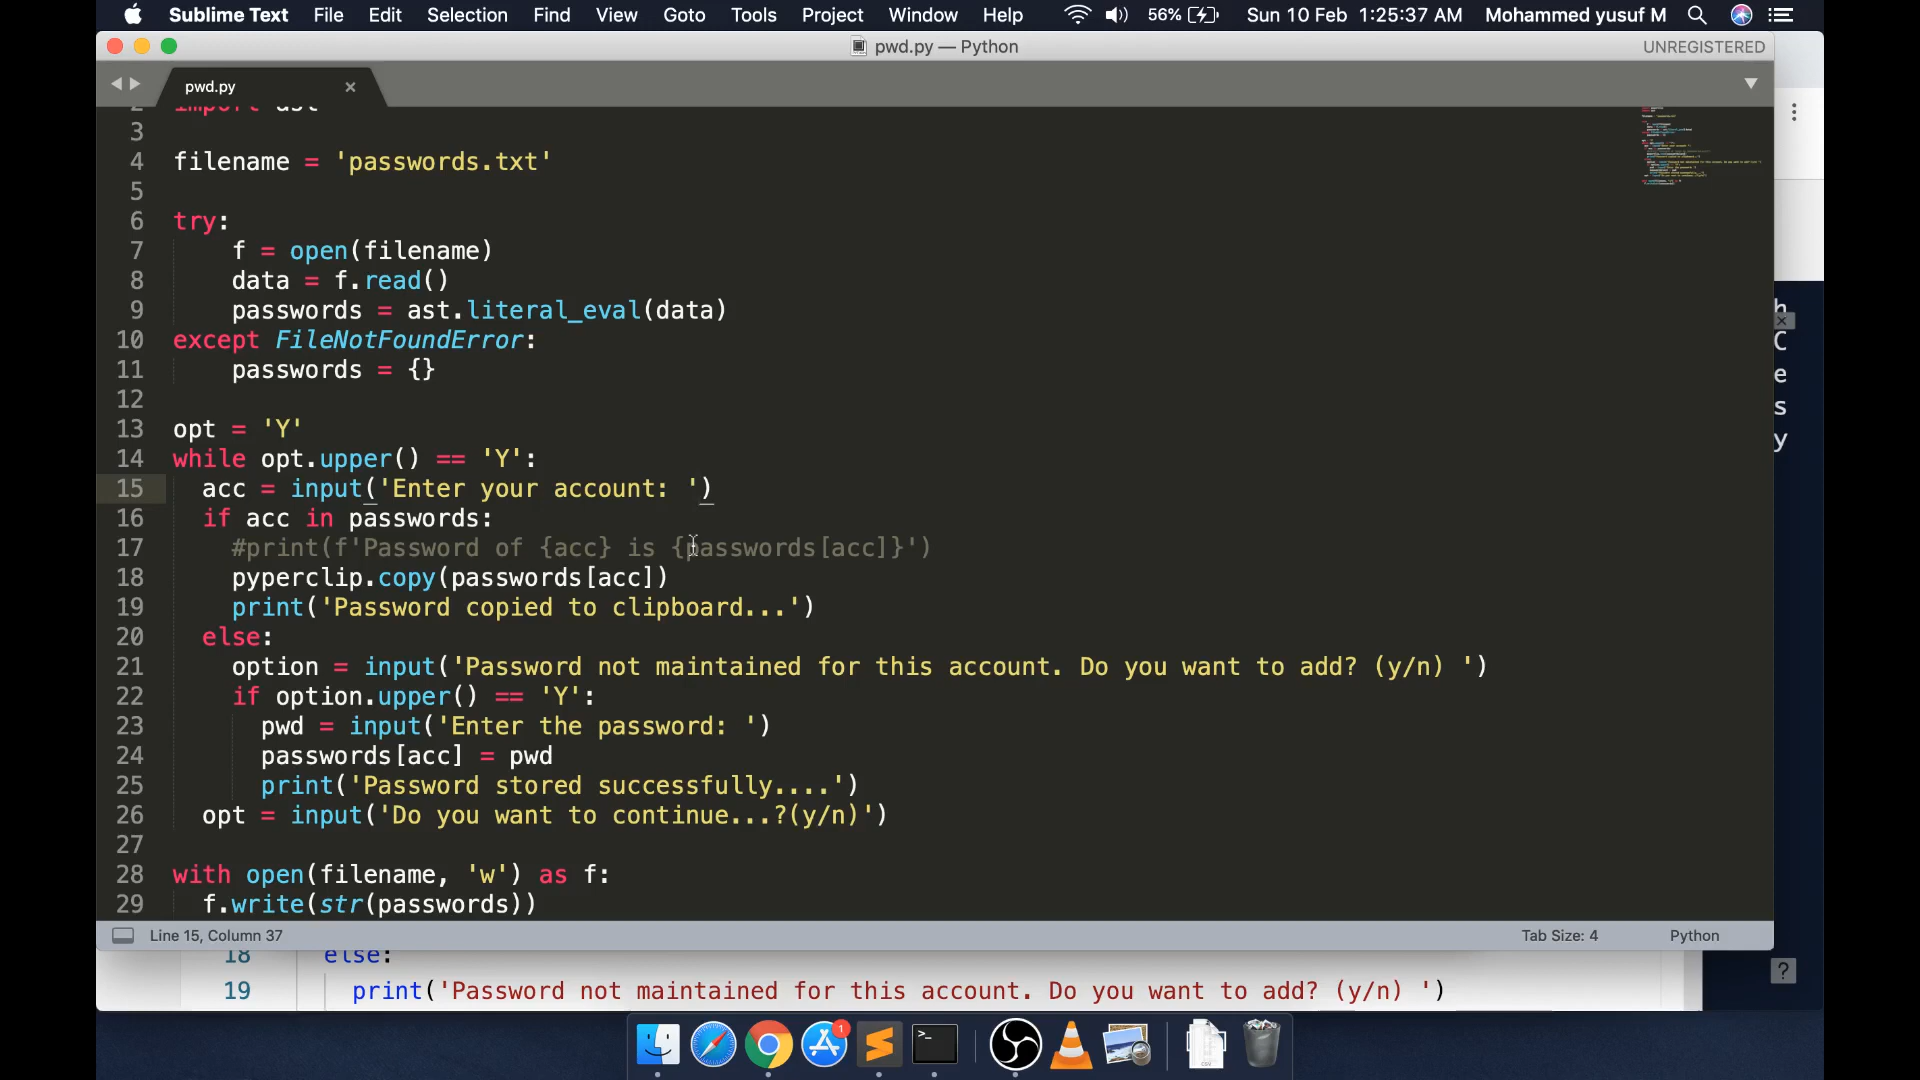 Sublime Text File Edit Selection Find View Goto Tools Project Window Help 56% Sun 10 Feb 1:25:37 AM Mohammed yusuf M
pwd.py — Python UNREGISTERED
pwd.py ×
2 import ast
3
4 filename = 'passwords.txt'
5
6 try:
7 f = open(filename)
8 data = f.read()
9 passwords = ast.literal_eval(data)
10 except FileNotFoundError:
11 passwords = {}
12
13 opt = 'Y'
14 while opt.upper() == 'Y':
15 acc = input('Enter your account: ')
16 if acc in passwords:
17 #print(f'Password of {acc} is {passwords[acc]}')
18 pyperclip.copy(passwords[acc])
19 print('Password copied to clipboard...')
20 else:
21 option = input('Password not maintained for this account. Do you want to add? (y/n) ')
22 if option.upper() == 'Y':
23 pwd = input('Enter the password: ')
24 passwords[acc] = pwd
25 print('Password stored successfully....')
26 opt = input('Do you want to continue...?(y/n)')
27
28 with open(filename, 'w') as f:
29 f.write(str(passwords))
Line 15, Column 37 Tab Size: 4 Python
18 else:
19 print('Password not maintained for this account. Do you want to add? (y/n) ')
h
C
e
s
y
?
1